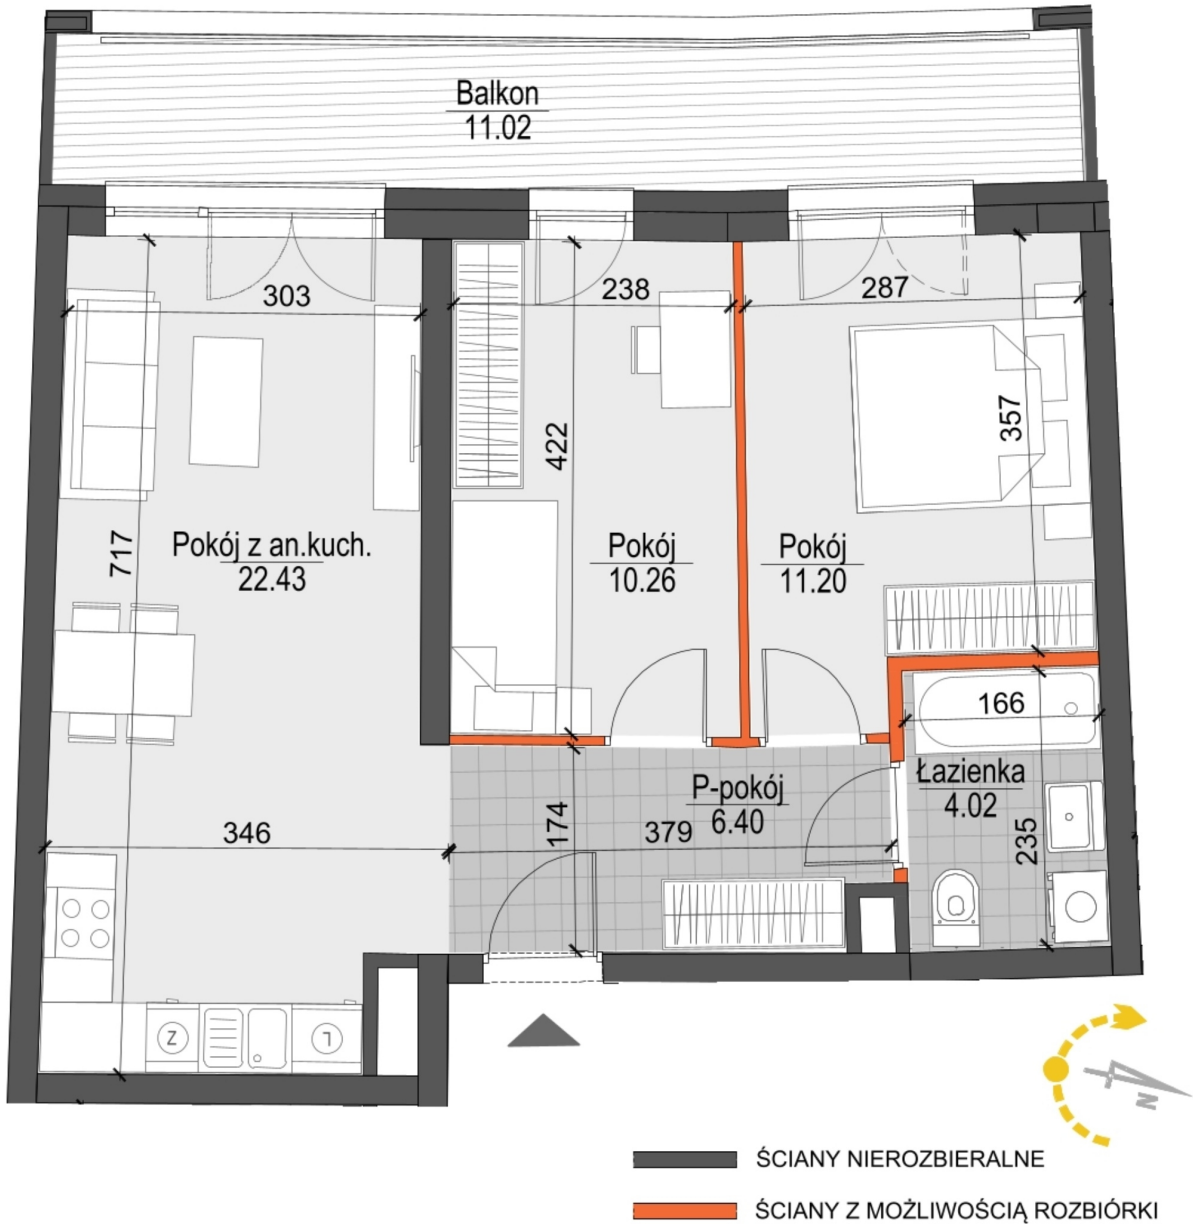 Balkon
11.02
303
238
287
422
357
717
Pokój z an.kuch.
22.43
Pokój
10.26
Pokój
11.20
166
Łazienka
4.02
P-pokój
6.40
346
174
379
235
Z
L
N
ŚCIANY NIEROZBIERALNE
ŚCIANY Z MOŻLIWOŚCIĄ ROZBIÓRKI